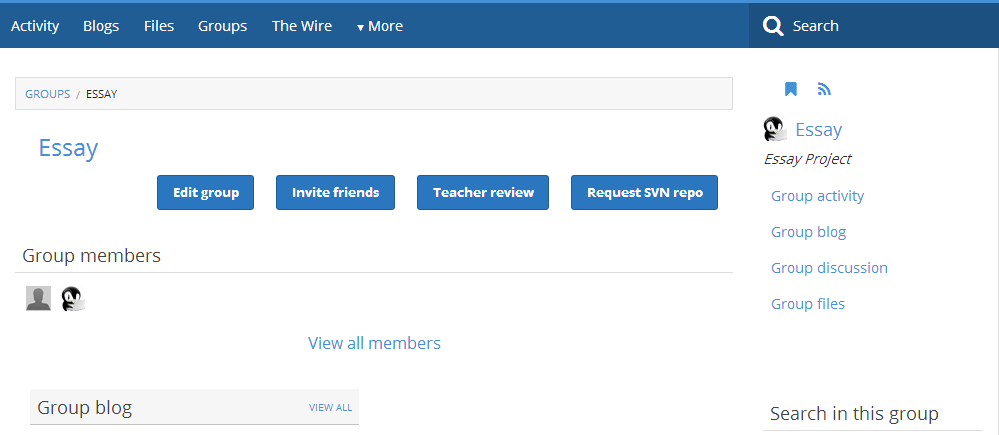 Activity Blogs Files Groups The Wire ▾ More Search
GROUPS / ESSAY
Essay
Edit group Invite friends Teacher review Request SVN repo
Group members
View all members
Group blog VIEW ALL
Essay
Essay Project
Group activity
Group blog
Group discussion
Group files
Search in this group